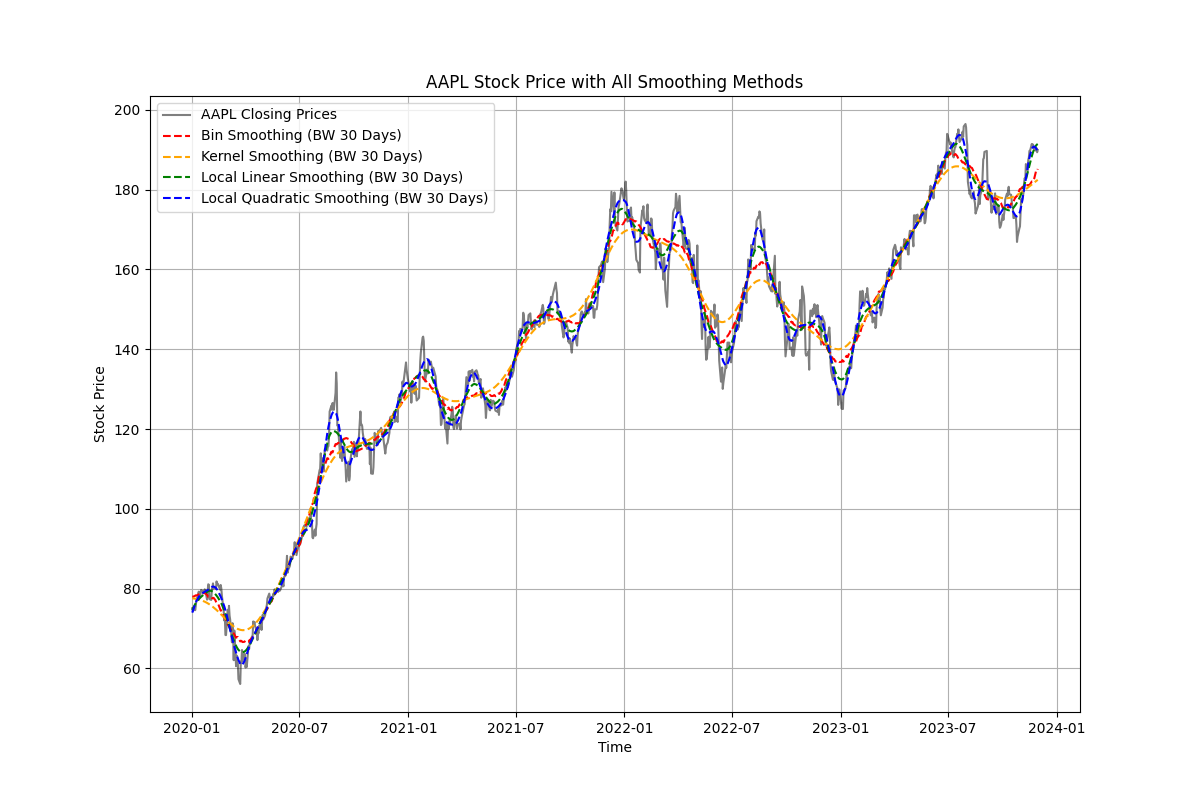 AAPL Stock Price with All Smoothing Methods
AAPL Closing Prices
Bin Smoothing (BW 30 Days)
Kernel Smoothing (BW 30 Days)
Local Linear Smoothing (BW 30 Days)
Local Quadratic Smoothing (BW 30 Days)
Stock Price
200
180
160
140
120
100
80
60
2020-01 2020-07 2021-01 2021-07 2022-01 2022-07 2023-01 2023-07 2024-01
Time